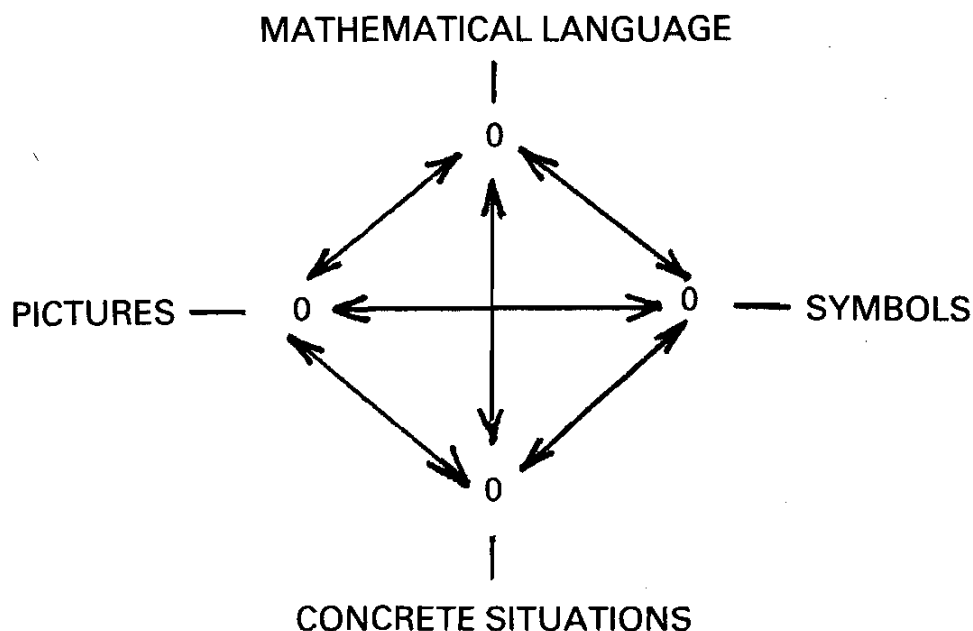 MATHEMATICAL LANGUAGE
0
PICTURES
0
0
SYMBOLS
0
CONCRETE SITUATIONS